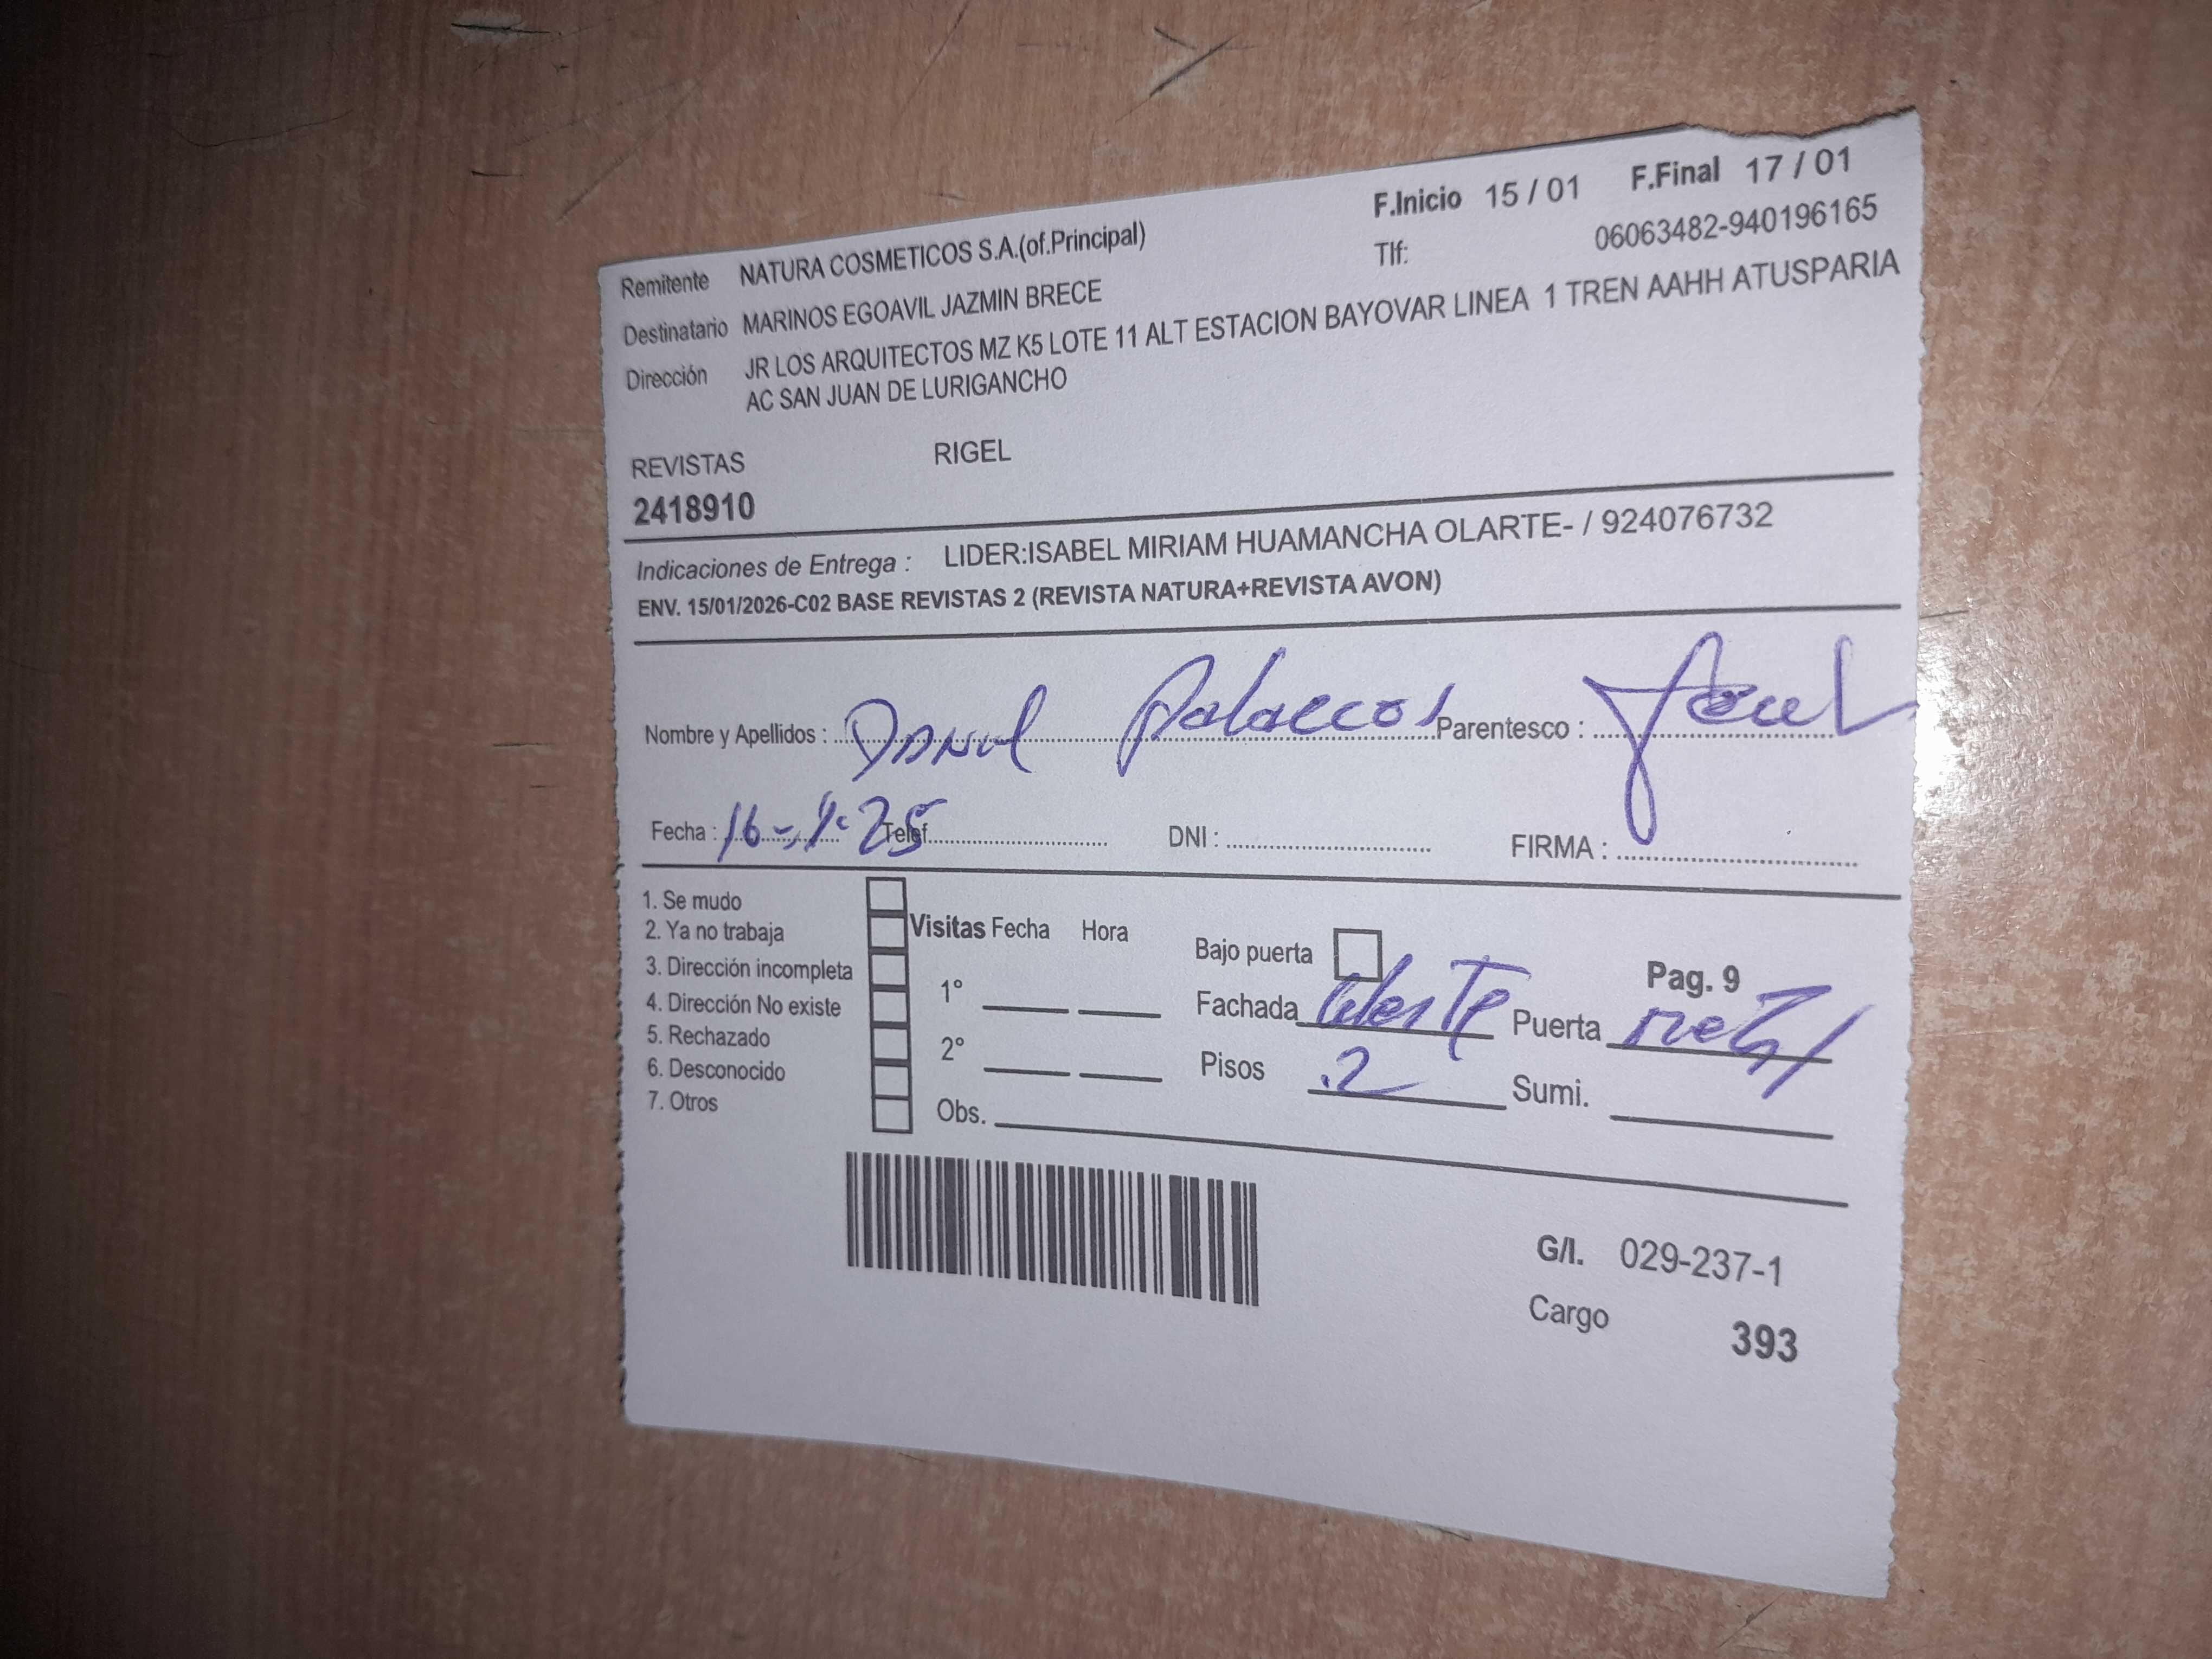 F.Inicio 15 / 01 F.Final 17 / 01
Remitente NATURA COSMETICOS S.A.(of.Principal) Tlf: 06063482-940196165
Destinatario MARINOS EGOAVIL JAZMIN BRECE
Dirección JR LOS ARQUITECTOS MZ K5 LOTE 11 ALT ESTACION BAYOVAR LINEA 1 TREN AAHH ATUSPARIA
AC SAN JUAN DE LURIGANCHO
REVISTAS RIGEL
2418910
Indicaciones de Entrega : LIDER:ISABEL MIRIAM HUAMANCHA OLARTE- / 924076732
ENV. 15/01/2026-C02 BASE REVISTAS 2 (REVISTA NATURA+REVISTA AVON)
Nombre y Apellidos : Palaccos Parentesco :
Fecha : 16-1-25 Telef. DNI : FIRMA :
1. Se mudo
2. Ya no trabaja
3. Dirección incompleta
4. Dirección No existe
5. Rechazado
6. Desconocido
7. Otros
Visitas Fecha Hora
1°
2°
Obs.
Bajo puerta Pag. 9
Fachada Celeste Puerta
Pisos 2 Sumi.
G/I. 029-237-1
Cargo 393